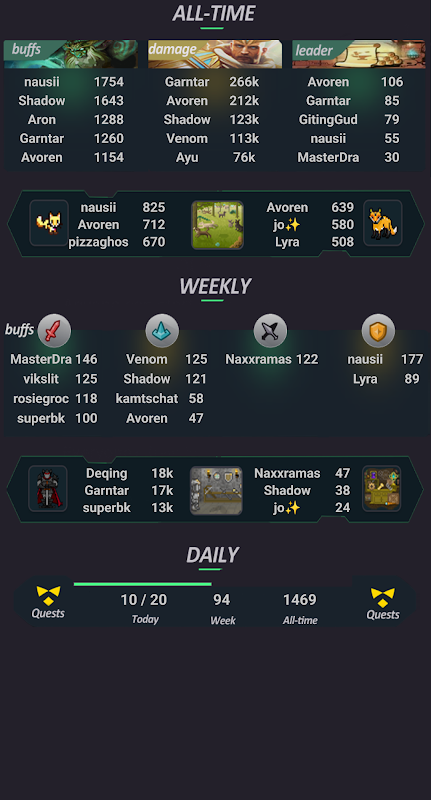 ALL-TIME
buffs damage leader
nausii 1754 Garntar 266k Avoren 106
Shadow 1643 Avoren 212k Garntar 85
Aron 1288 Shadow 123k GitingGud 79
Garntar 1260 Venom 113k nausii 55
Avoren 1154 Ayu 76k MasterDra 30
nausii 825 Avoren 639
Avoren 712 jo✨ 580
pizzaghos 670 Lyra 508
WEEKLY
buffs
MasterDra 146 Venom 125 Naxxramas 122 nausii 177
vikslit 125 Shadow 121 Lyra 89
rosiegroc 118 kamtschat 58
superbk 100 Avoren 47
Deqing 18k Naxxramas 47
Garntar 17k Shadow 38
superbk 13k jo✨ 24
DAILY
10 / 20 94 1469
Quests Today Week All-time Quests